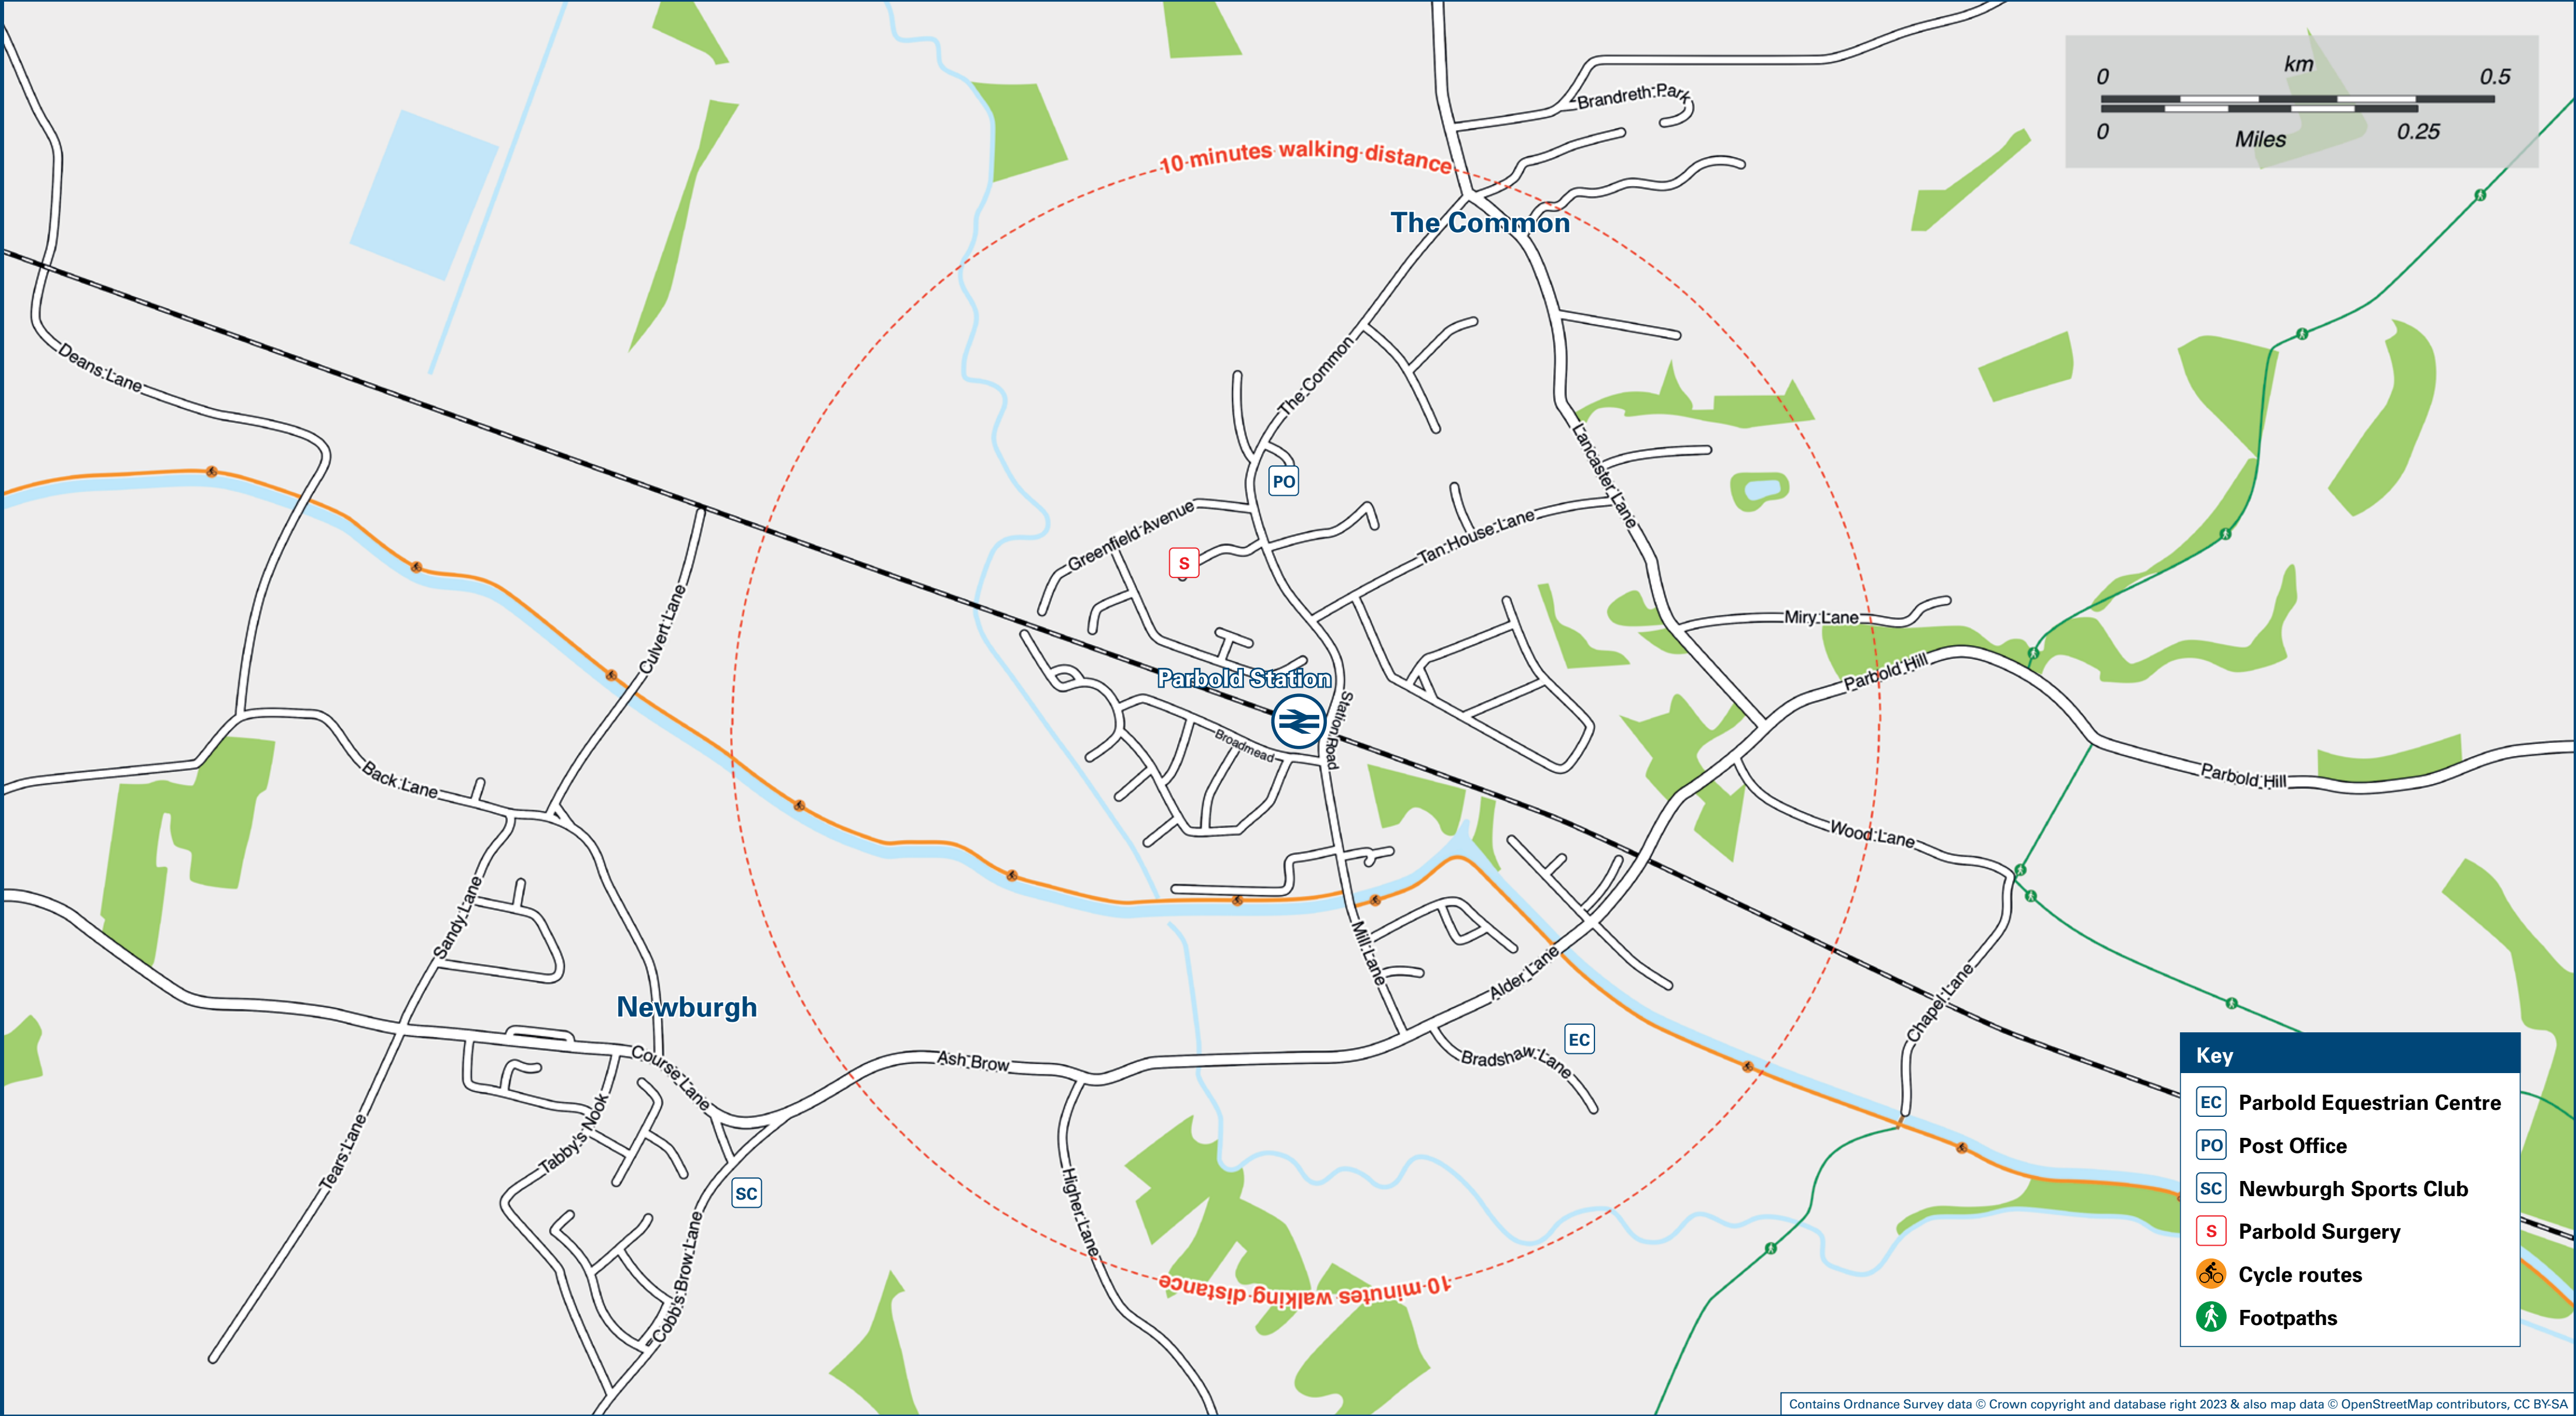 km
0 0.5
0 Miles 0.25
Brandreth Park
10 minutes walking distance
The Common
Deans Lane
The Common
Lancaster Lane
PO
Greenfield Avenue
Tan House Lane
S
Culvert Lane
Miry Lane
Parbold Hill
Parbold Station
Station Road
Broadmead
Back Lane
Parbold Hill
Wood Lane
Sandy Lane
Mill Lane
Alder Lane
Chapel Lane
Newburgh
EC
Course Lane
Ash Brow
Bradshaw Lane
Tabby's Nook
Tears Lane
SC
Higher Lane
Cobb's Brow Lane
10 minutes walking distance
Key
EC Parbold Equestrian Centre
PO Post Office
SC Newburgh Sports Club
S Parbold Surgery
Cycle routes
Footpaths
Contains Ordnance Survey data © Crown copyright and database right 2023 & also map data © OpenStreetMap contributors, CC BY-SA